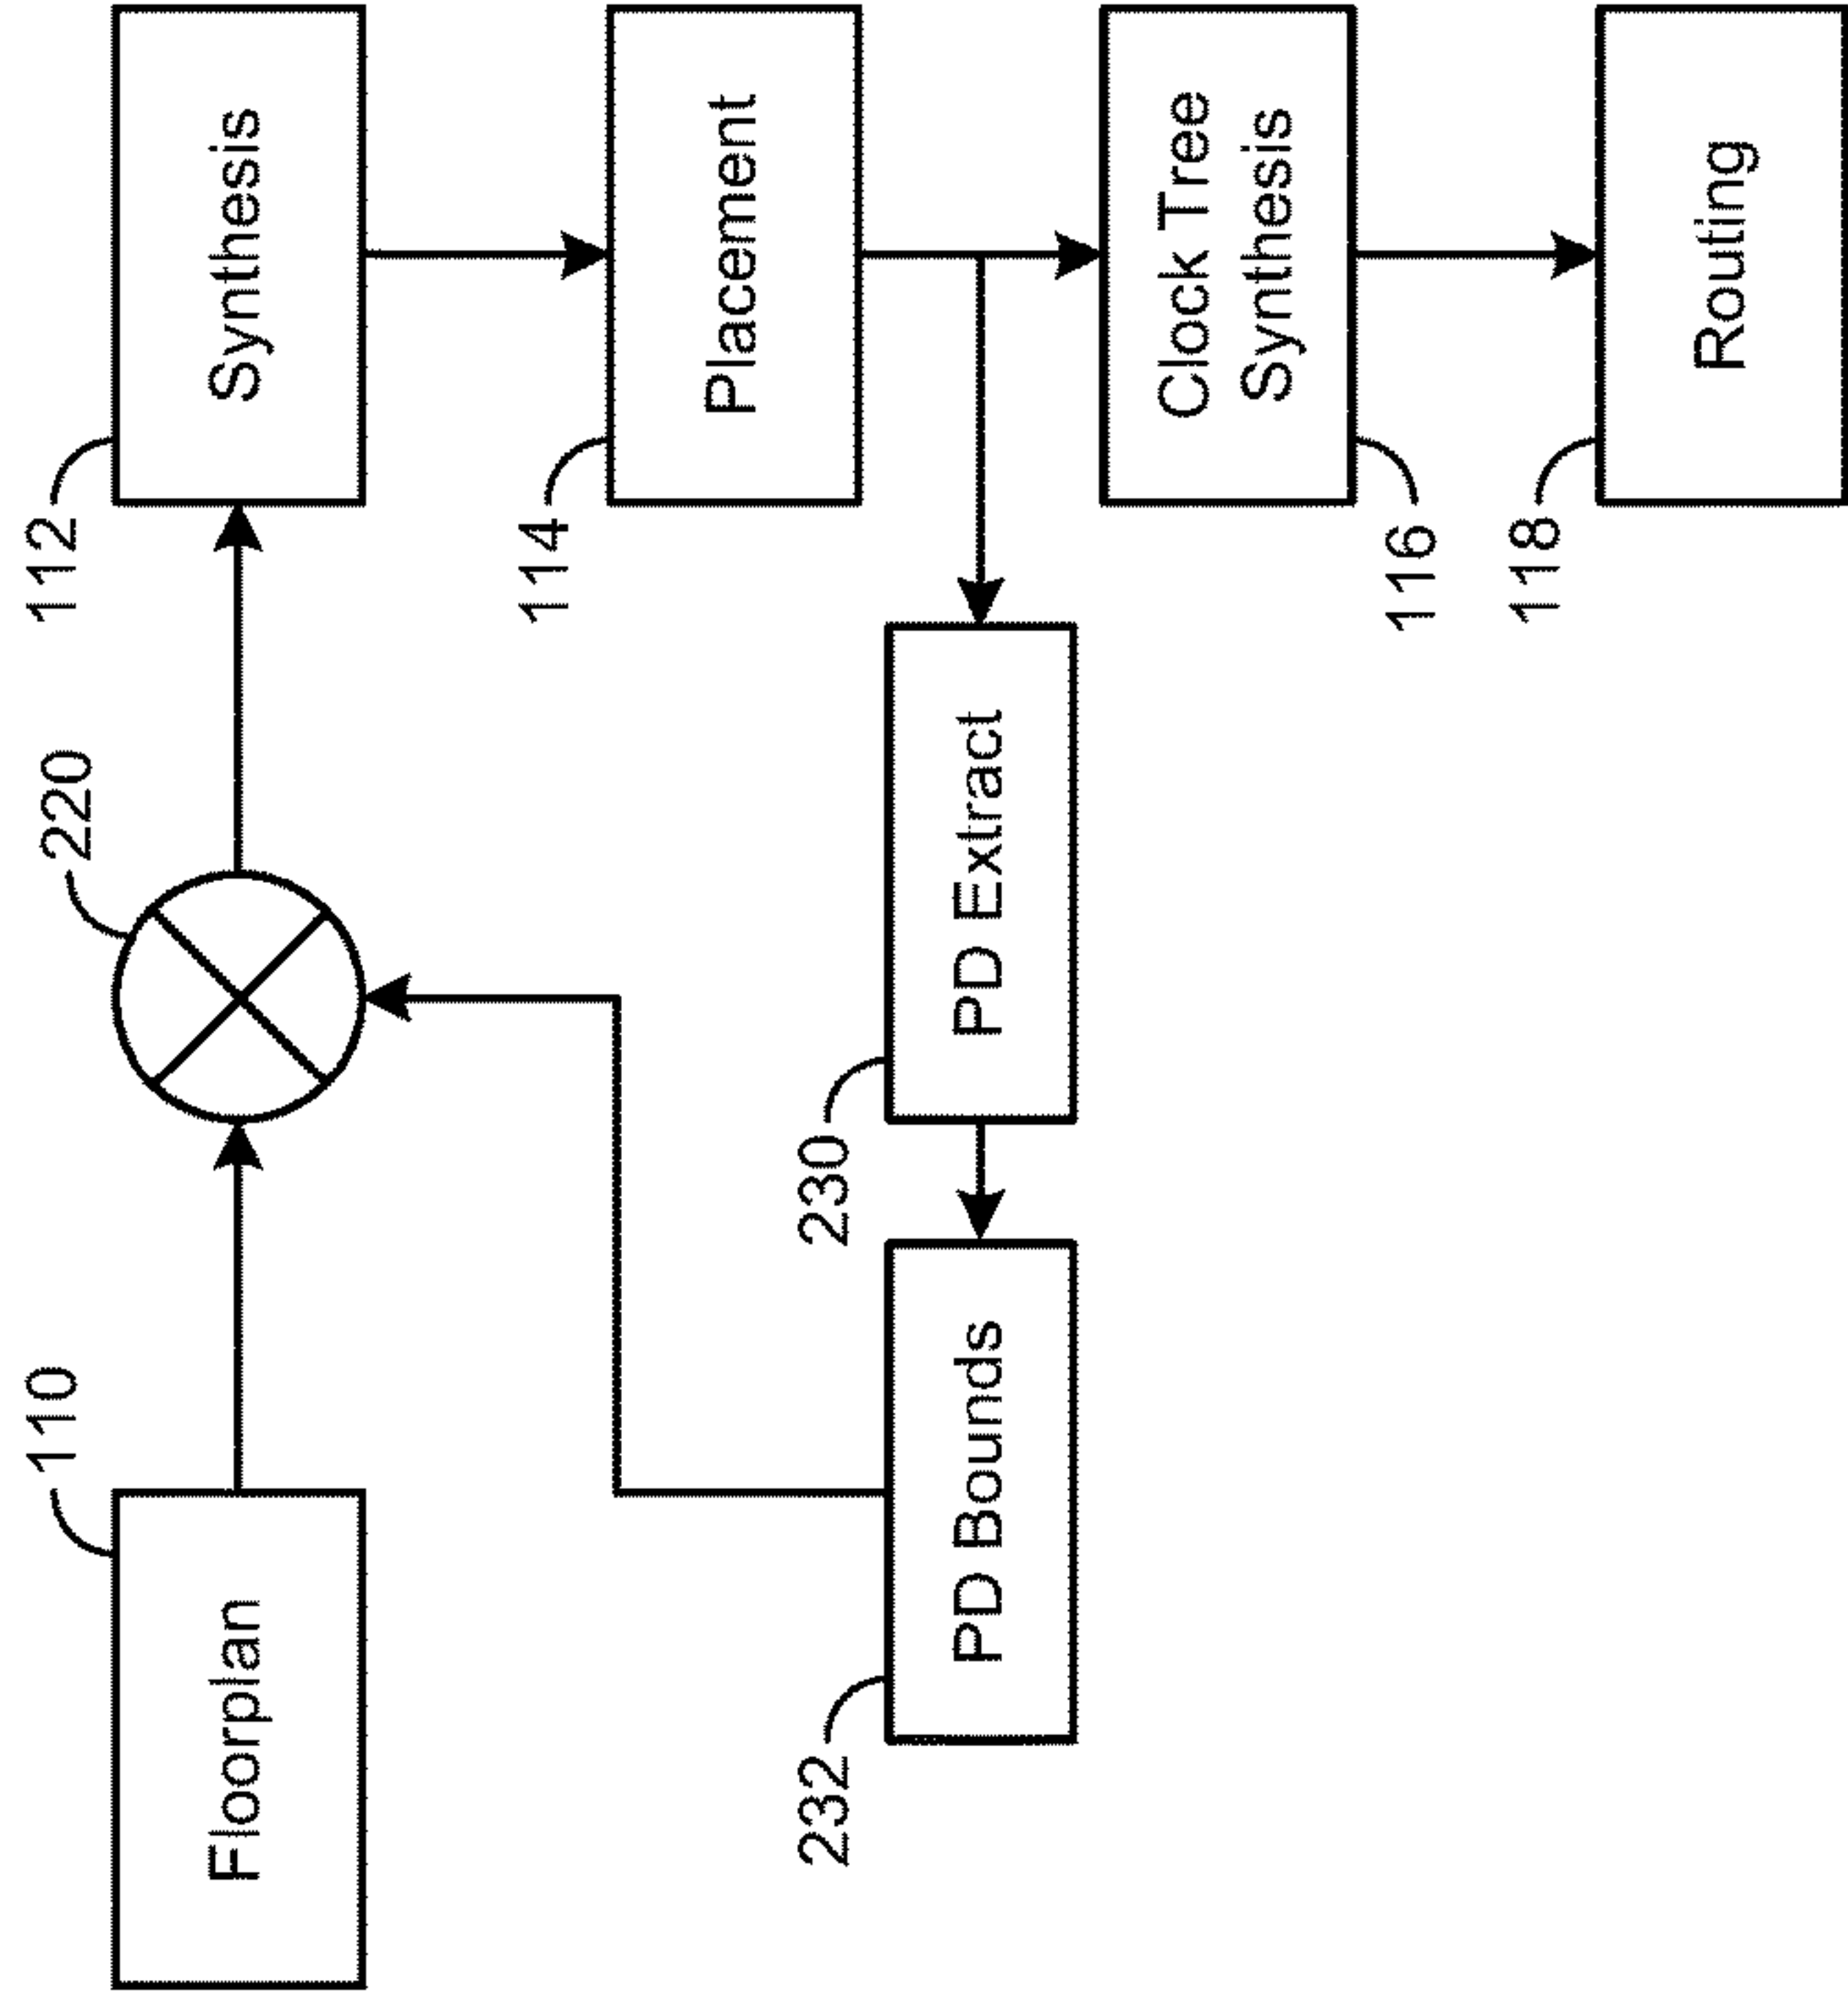 110
Floorplan
220
112
Synthesis
114
Placement
232
PD Bounds
230
PD Extract
116
Clock Tree
Synthesis
118
Routing